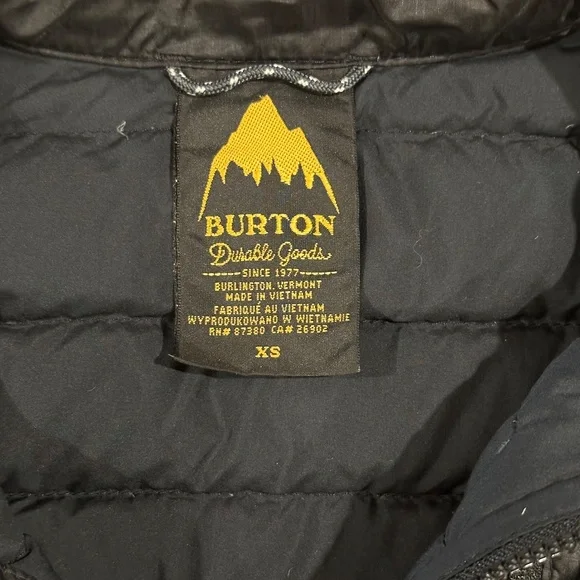 BURTON
Durable Goods
SINCE 1977
BURLINGTON, VERMONT
MADE IN VIETNAM
FABRIQUÉ AU VIETNAM
WYPRODUKOWANO W WIETNAMIE
RN# 87380 CA# 26902
XS